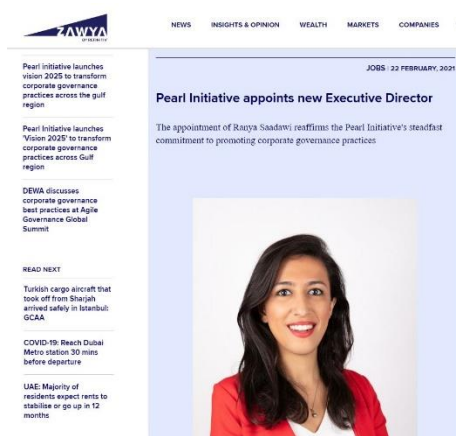 ZAWYA
NEWS
INSIGHTS & OPINION
WEALTH
MARKETS
COMPANIES
Pearl initiative launches
vision 2025 to transform
corporate governance
practices across the gulf
region
Pearl Initiative launches
'Vision 2025' to transform
corporate governance
practices across Gulf
region
DEWA discusses
corporate governance
best practices at Agile
Governance Global
Summit
READ NEXT
Turkish cargo aircraft that
took off from Sharjah
arrived safely in Istanbul:
GCAA
COVID-19: Reach Dubai
Metro station 30 mins
before departure
UAE: Majority of
residents expect rents to
stabilise or go up in 12
months
JOBS | 22 FEBRUARY, 2021
Pearl Initiative appoints new Executive Director
The appointment of Ranya Saadawi reaffirms the Pearl Initiative's steadfast
commitment to promoting corporate governance practices